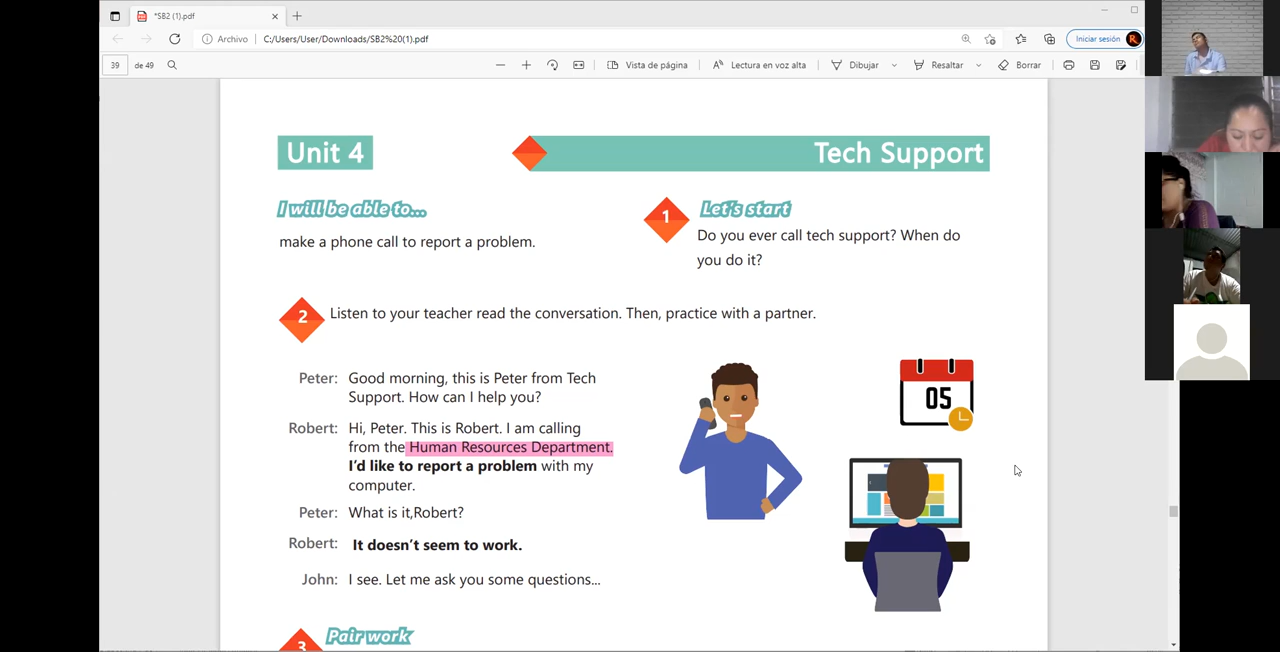 *SB2 (1).pdf
Archivo
C:/Users/User/Downloads/SB2%20(1).pdf
Iniciar sesión
R
39
de 49
Vista de página
Lectura en voz alta
Dibujar
Resaltar
Borrar
Unit 4
Tech Support
I will be able to...
make a phone call to report a problem.
1
Let's start
Do you ever call tech support? When do
you do it?
2
Listen to your teacher read the conversation. Then, practice with a partner.
Peter: Good morning, this is Peter from Tech
Support. How can I help you?
Robert: Hi, Peter. This is Robert. I am calling
from the Human Resources Department.
I'd like to report a problem with my
computer.
Peter: What is it,Robert?
Robert: It doesn't seem to work.
John: I see. Let me ask you some questions...
05
3
Pair work